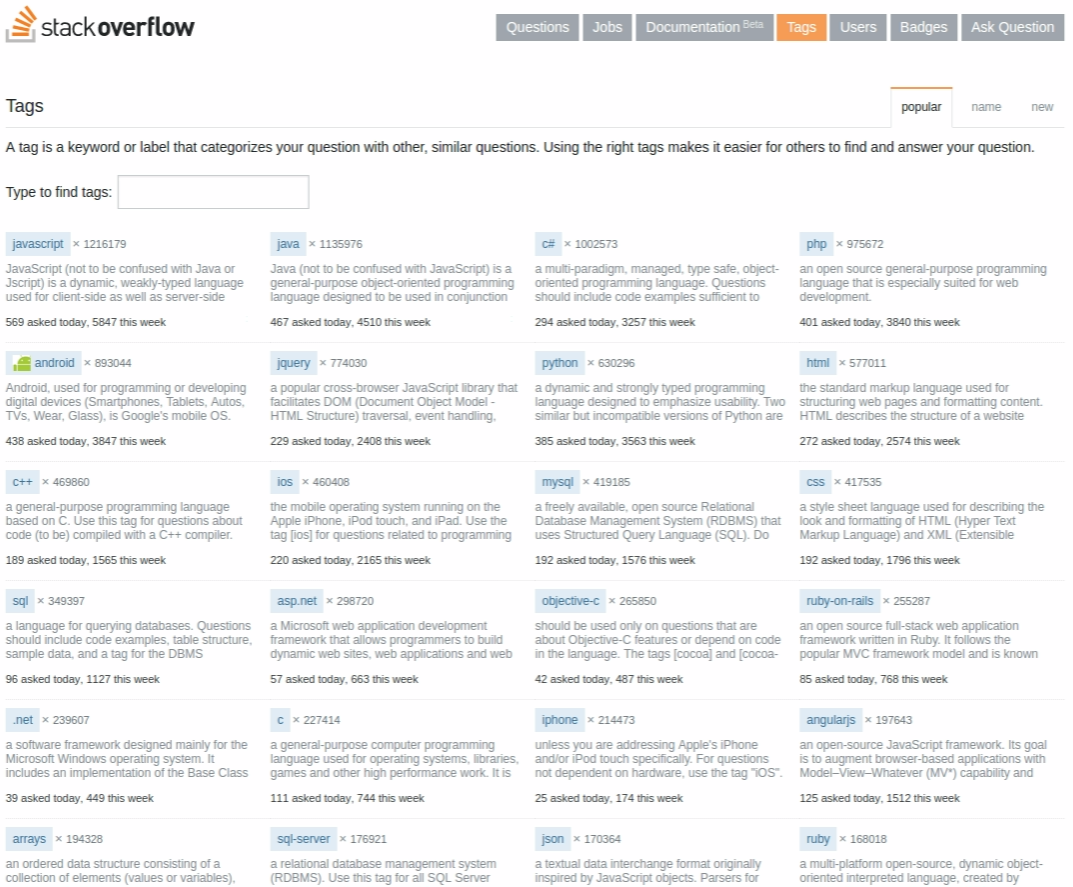 stackoverflow
Questions Jobs Documentation Beta Tags Users Badges Ask Question
Tags
popular name new
A tag is a keyword or label that categorizes your question with other, similar questions. Using the right tags makes it easier for others to find and answer your question.
Type to find tags:
javascript × 1216179
JavaScript (not to be confused with Java or
Jscript) is a dynamic, weakly-typed language
used for client-side as well as server-side
569 asked today, 5847 this week
java × 1135976
Java (not to be confused with JavaScript) is a
general-purpose object-oriented programming
language designed to be used in conjunction
467 asked today, 4510 this week
c# × 1002573
a multi-paradigm, managed, type safe, object-
oriented programming language. Questions
should include code examples sufficient to
294 asked today, 3257 this week
php × 975672
an open source general-purpose programming
language that is especially suited for web
development.
401 asked today, 3840 this week
android × 893044
Android, used for programming or developing
digital devices (Smartphones, Tablets, Autos,
TVs, Wear, Glass), is Google's mobile OS.
438 asked today, 3847 this week
jquery × 774030
a popular cross-browser JavaScript library that
facilitates DOM (Document Object Model -
HTML Structure) traversal, event handling,
229 asked today, 2408 this week
python × 630296
a dynamic and strongly typed programming
language designed to emphasize usability. Two
similar but incompatible versions of Python are
385 asked today, 3563 this week
html × 577011
the standard markup language used for
structuring web pages and formatting content.
HTML describes the structure of a website
272 asked today, 2574 this week
c++ × 469860
a general-purpose programming language
based on C. Use this tag for questions about
code (to be) compiled with a C++ compiler.
189 asked today, 1565 this week
ios × 460408
the mobile operating system running on the
Apple iPhone, iPod touch, and iPad. Use the
tag [ios] for questions related to programming
220 asked today, 2165 this week
mysql × 419185
a freely available, open source Relational
Database Management System (RDBMS) that
uses Structured Query Language (SQL). Do
192 asked today, 1576 this week
css × 417535
a style sheet language used for describing the
look and formatting of HTML (Hyper Text
Markup Language) and XML (Extensible
192 asked today, 1796 this week
sql × 349397
a language for querying databases. Questions
should include code examples, table structure,
sample data, and a tag for the DBMS
96 asked today, 1127 this week
asp.net × 298720
a Microsoft web application development
framework that allows programmers to build
dynamic web sites, web applications and web
57 asked today, 663 this week
objective-c × 265850
should be used only on questions that are
about Objective-C features or depend on code
in the language. The tags [cocoa] and [cocoa-
42 asked today, 487 this week
ruby-on-rails × 255287
an open source full-stack web application
framework written in Ruby. It follows the
popular MVC framework model and is known
85 asked today, 768 this week
.net × 239607
a software framework designed mainly for the
Microsoft Windows operating system. It
includes an implementation of the Base Class
39 asked today, 449 this week
c × 227414
a general-purpose computer programming
language used for operating systems, libraries,
games and other high performance work. It is
111 asked today, 744 this week
iphone × 214473
unless you are addressing Apple's iPhone
and/or iPod touch specifically. For questions
not dependent on hardware, use the tag "iOS".
25 asked today, 174 this week
angularjs × 197643
an open-source JavaScript framework. Its goal
is to augment browser-based applications with
Model–View–Whatever (MV*) capability and
125 asked today, 1512 this week
arrays × 194328
an ordered data structure consisting of a
collection of elements (values or variables),
sql-server × 176921
a relational database management system
(RDBMS). Use this tag for all SQL Server
json × 170364
a textual data interchange format originally
inspired by JavaScript objects. Parsers for
ruby × 168018
a multi-platform open-source, dynamic object-
oriented interpreted language, created by